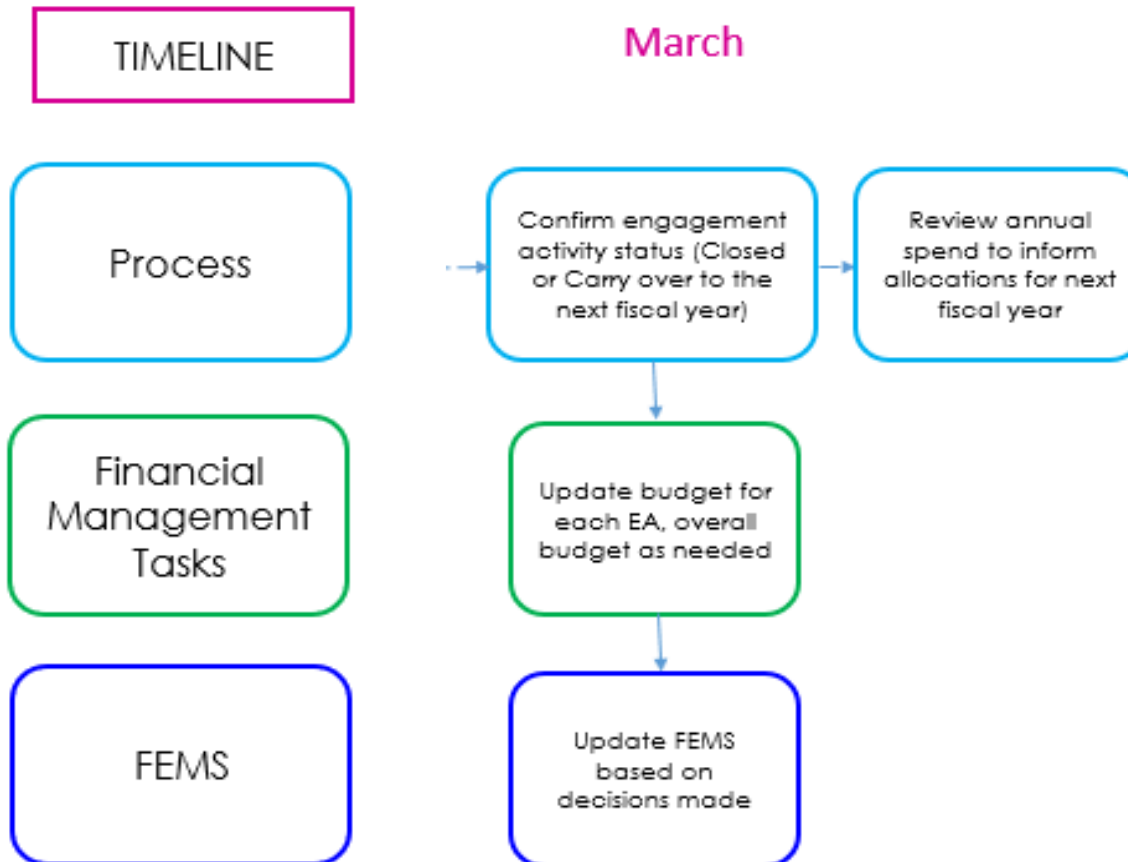 TIMELINE
March
Process
Confirm engagement
activity status (Closed
or Carry over to the
next fiscal year)
Review annual
spend to inform
allocations for next
fiscal year
Financial
Management
Tasks
Update budget for
each EA, overall
budget as needed
FEMS
Update FEMS
based on
decisions made